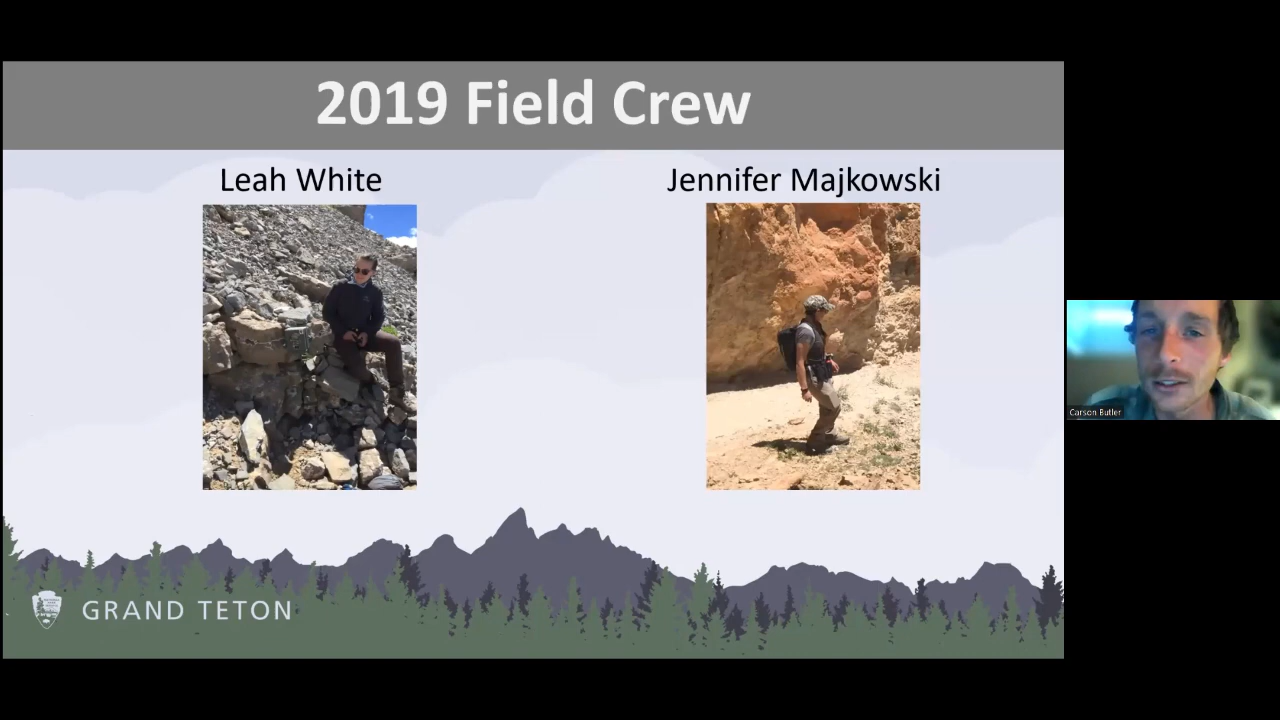 2019 Field Crew
Leah White
Jennifer Majkowski
Carson Butler
GRAND TETON